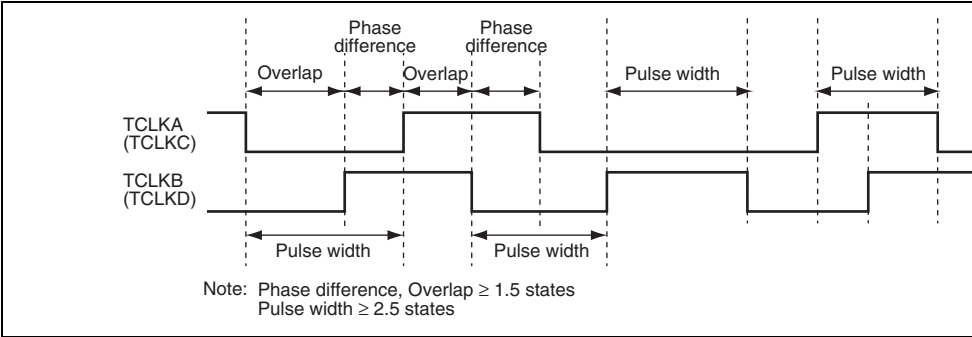 Phase
difference
Phase
difference
Overlap
Overlap
Pulse width
Pulse width
TCLKA
(TCLKC)
TCLKB
(TCLKD)
Pulse width
Pulse width
Note: Phase difference, Overlap ≥ 1.5 states
Pulse width ≥ 2.5 states